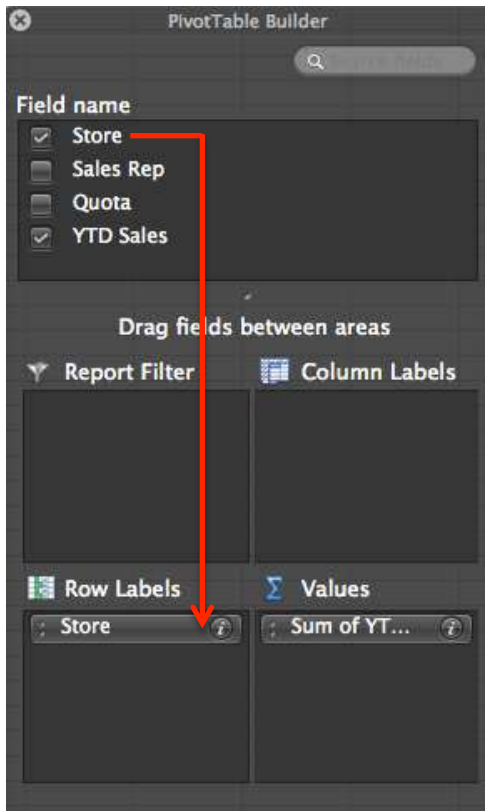 PivotTable Builder
Field name
Store
Sales Rep
Quota
YTD Sales
Drag fields between areas
Report Filter
Column Labels
Row Labels
Values
Store
Sum of YT...